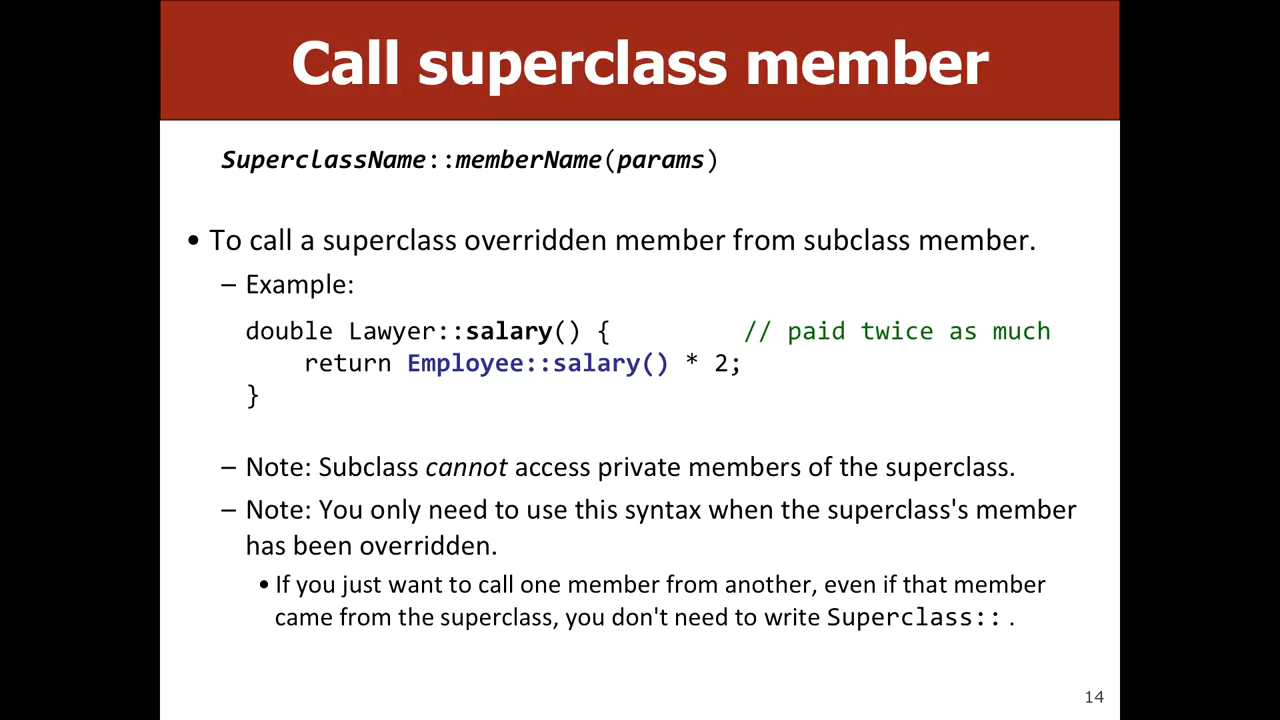 Call superclass member
SuperclassName::memberName(params)
• To call a superclass overridden member from subclass member.
– Example:
double Lawyer::salary() { // paid twice as much
return Employee::salary() * 2;
}
– Note: Subclass cannot access private members of the superclass.
– Note: You only need to use this syntax when the superclass's member
has been overridden.
• If you just want to call one member from another, even if that member
came from the superclass, you don't need to write Superclass:: .
14